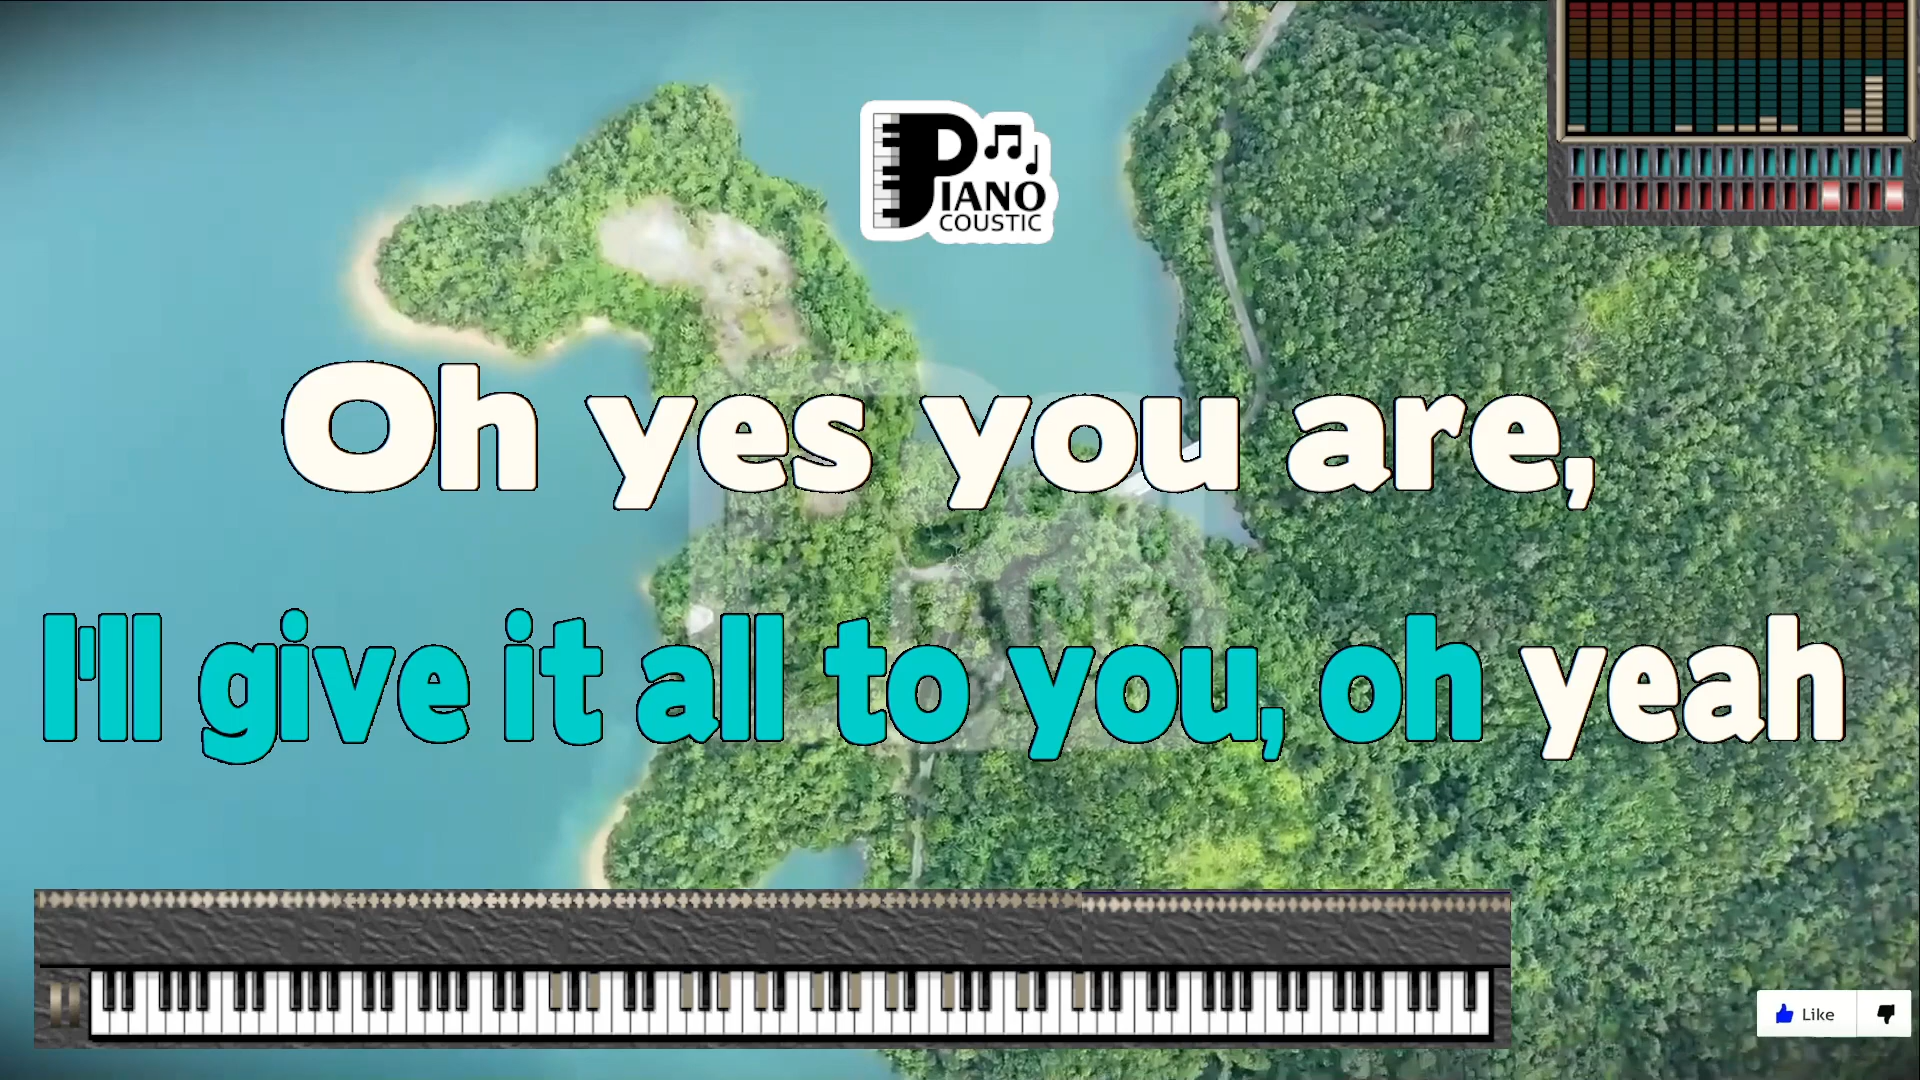 PIANO
COUSTIC
Oh yes you are,
I'll give it all to you, oh yeah
Like